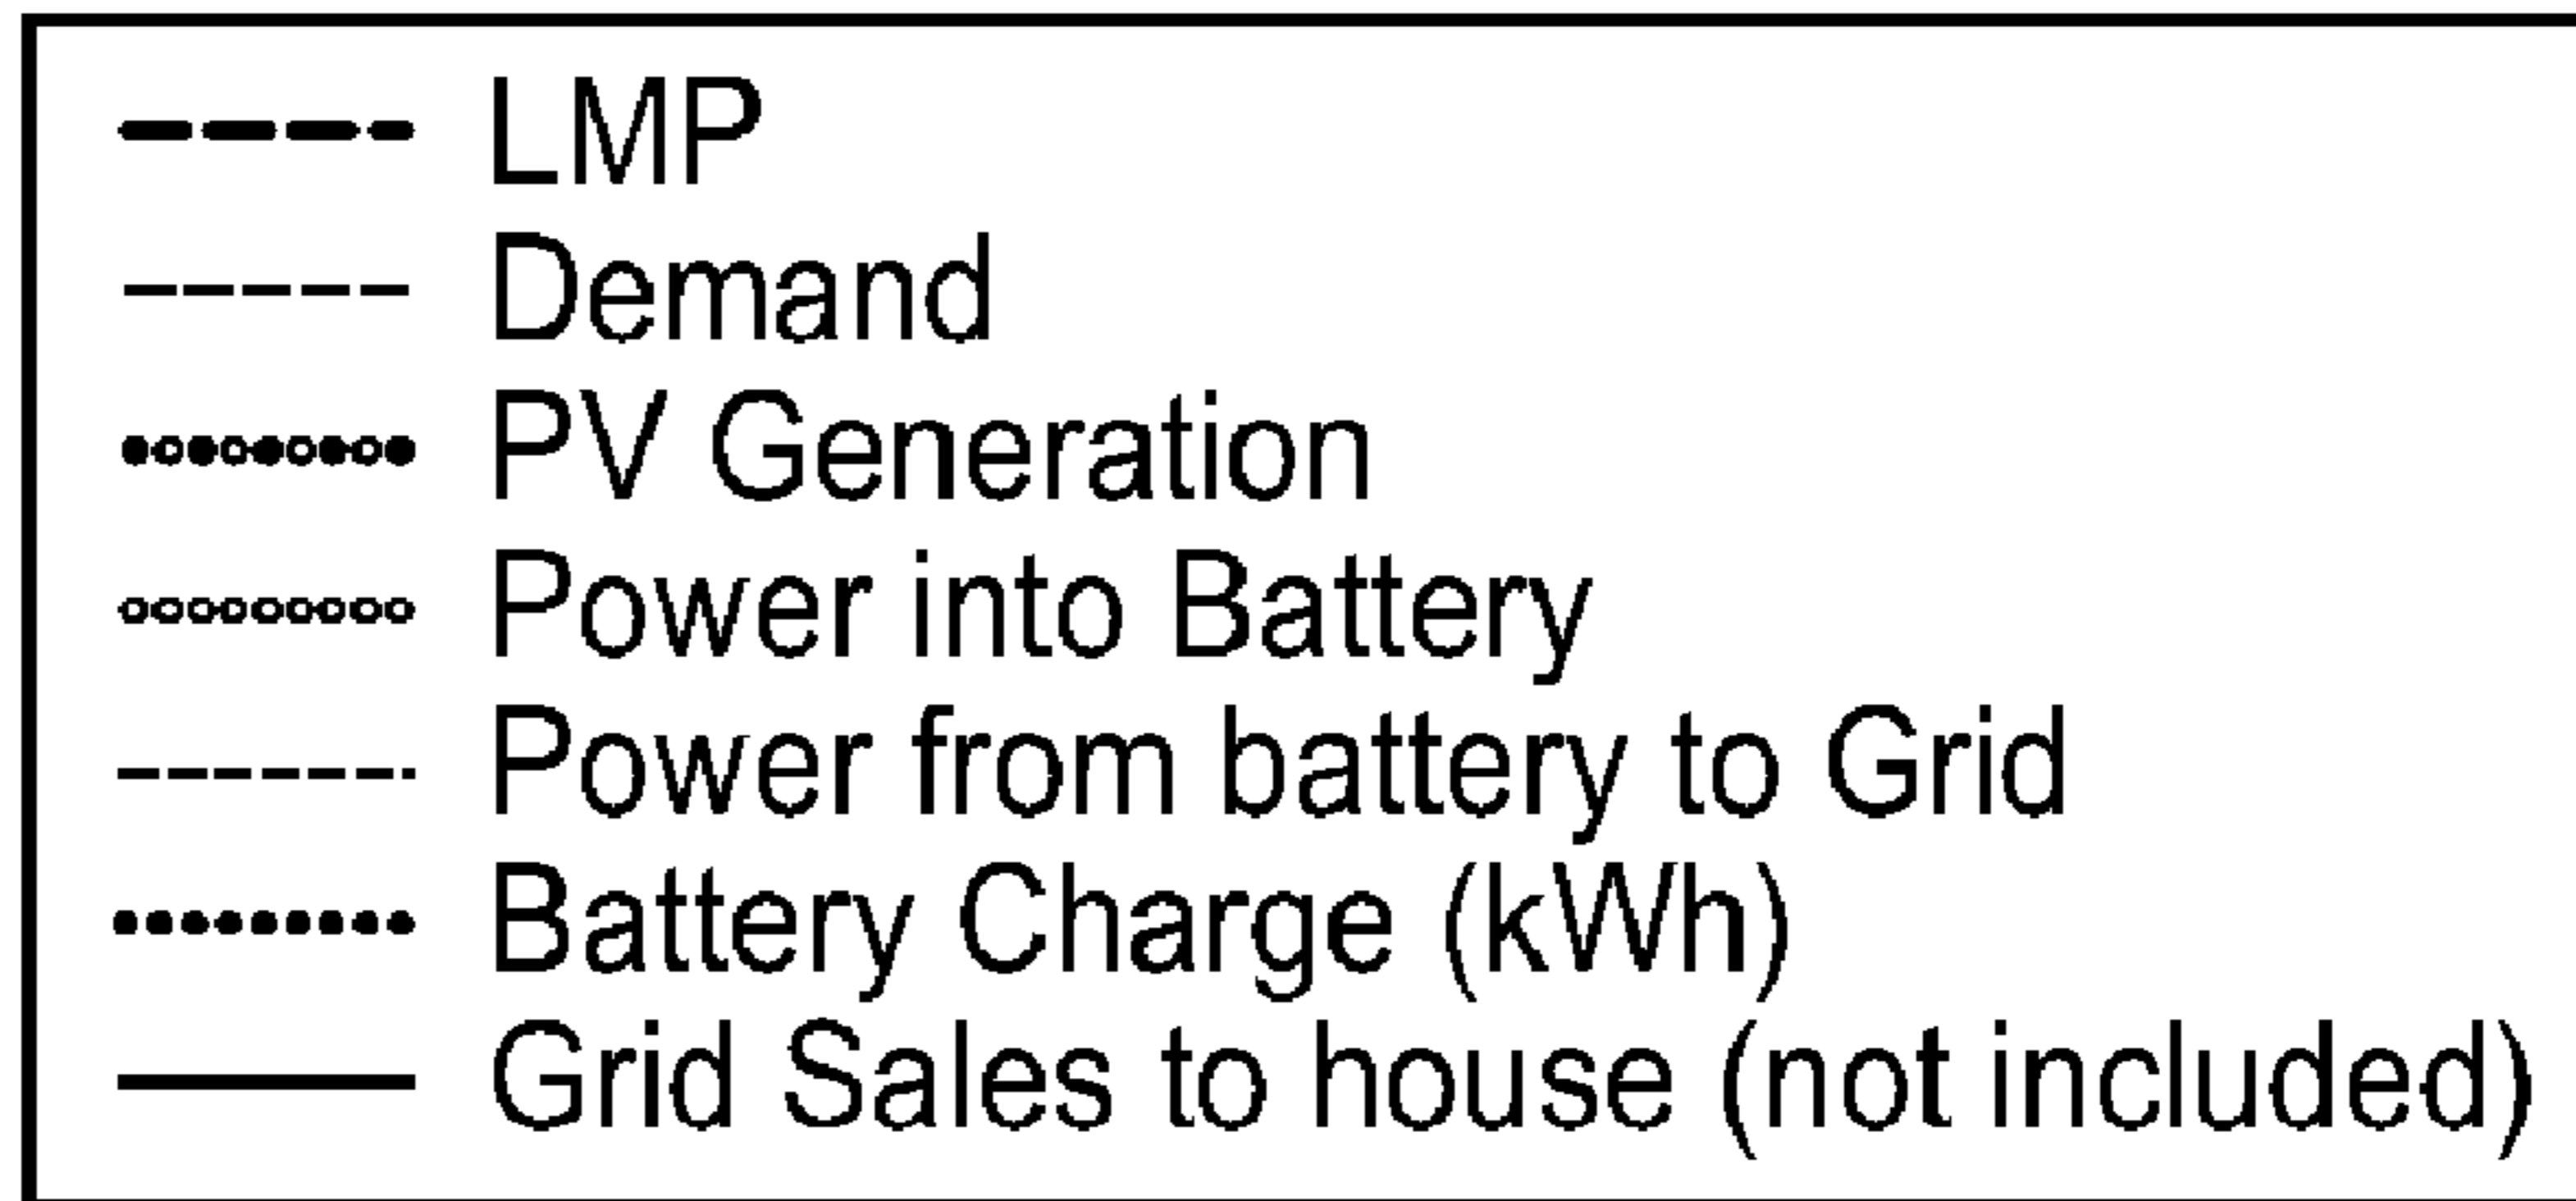 LMP
Demand
PV Generation
Power into Battery
Power from battery to Grid
Battery Charge (kWh)
Grid Sales to house (not included)